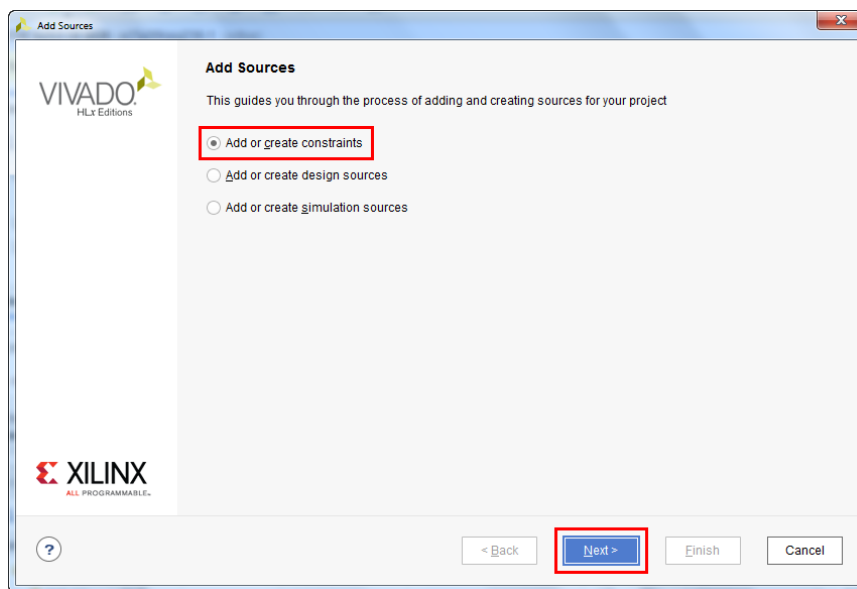 Add Sources
X
VIVADO.
HLx Editions
Add Sources
This guides you through the process of adding and creating sources for your project
Add or create constraints
Add or create design sources
Add or create simulation sources
XILINX
ALL PROGRAMMABLE™
?
< Back
Next >
Finish
Cancel